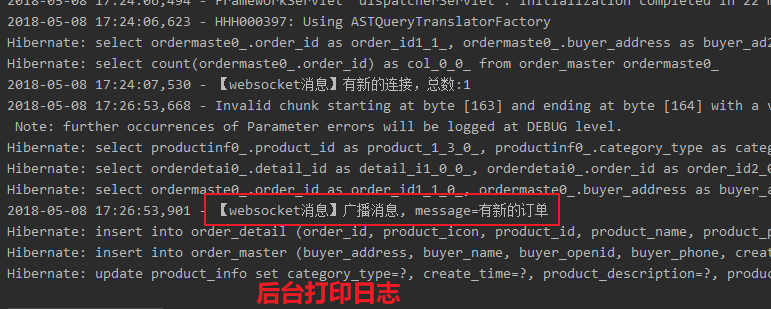 2018-05-08 17:24:06,494 - FrameworkServlet 'dispatcherServlet': initialization completed in 22 m
2018-05-08 17:24:06,623 - HHH000397: Using ASTQueryTranslatorFactory
Hibernate: select ordermaste0_.order_id as order_id1_1_, ordermaste0_.buyer_address as buyer_ad2
Hibernate: select count(ordermaste0_.order_id) as col_0_0_ from order_master ordermaste0_
2018-05-08 17:24:07,530 - 【websocket消息】有新的连接, 总数:1
2018-05-08 17:26:53,668 - Invalid chunk starting at byte [163] and ending at byte [164] with a v
Note: further occurrences of Parameter errors will be logged at DEBUG level.
Hibernate: select productinf0_.product_id as product_1_3_0_, productinf0_.category_type as categ
Hibernate: select orderdetai0_.detail_id as detail_i1_0_0_, orderdetai0_.order_id as order_id2_0
Hibernate: select ordermaste0_.order_id as order_id1_1_0_, ordermaste0_.buyer_address as buyer_a
2018-05-08 17:26:53,901 - 【websocket消息】广播消息, message=有新的订单
Hibernate: insert into order_detail (order_id, product_icon, product_id, product_name, product_p
Hibernate: insert into order_master (buyer_address, buyer_name, buyer_openid, buyer_phone, creat
Hibernate: update product_info set category_type=?, create_time=?, product_description=?, produc
后台打印日志